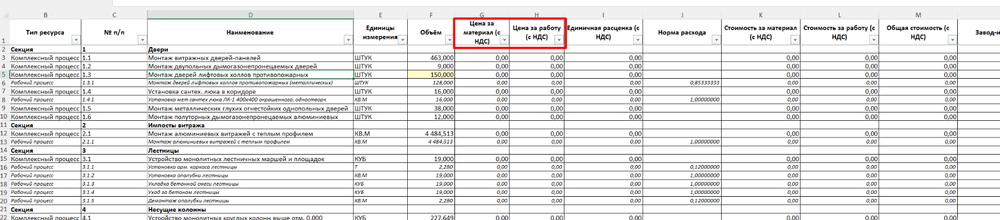 B C D E F G H I J K L M
1 Тип ресурса № п/п Наименование Единицы измерения Объём Цена за материал (с НДС) Цена за работу (с НДС) Единичная расценка (с НДС) Норма расхода Стоимость за материал (с НДС) Стоимость за работу (с НДС) Общая стоимость (с НДС) Завод-и
2 Секция 1 Двери
3 Комплексный процесс 1.1 Монтаж витражных дверей-панелей ШТУК 463,000 0,00 0,00 0,00 0,00 0,00 0,00
4 Комплексный процесс 1.2 Монтаж двупольных дымогазонепронецаемых дверей ШТУК 9,000 0,00 0,00 0,00 0,00 0,00 0,00
5 Комплексный процесс 1.3 Монтаж дверей лифтовых холлов противопожарных ШТУК 150,000 0,00 0,00 0,00 0,00 0,00 0,00
6 Рабочий процесс 1.3.1 Монтаж дверей лифтовых холлов противопожарных (металлических) ШТУК 128,000 0,00 0,00 0,00 0,85333333 0,00 0,00 0,00
7 Комплексный процесс 1.4 Установка сантех. люка в коридоре ШТУК 16,000 0,00 0,00 0,00 0,00 0,00 0,00
8 Рабочий процесс 1.4.1 Установка мет сантех люка ЛК-1 400х400 окрашенного, одностворч. КВ.М 16,000 0,00 0,00 0,00 1,00000000 0,00 0,00 0,00
9 Комплексный процесс 1.5 Монтаж металлических глухих огнестойких однопольных дверей ШТУК 38,000 0,00 0,00 0,00 0,00 0,00 0,00
10 Комплексный процесс 1.6 Монтаж полуторных дымогазонепронецаемых алюминиевых ШТУК 12,000 0,00 0,00 0,00 0,00 0,00 0,00
11 Секция 2 Импосты витража
12 Комплексный процесс 2.1 Монтаж алюминиевых витражей с теплым профилем КВ.М 4 484,513 0,00 0,00 0,00 0,00 0,00 0,00
13 Рабочий процесс 2.1.1 Монтаж алюминиевых витражей с теплым профилем КВ.М 4 484,513 0,00 0,00 0,00 1,00000000 0,00 0,00 0,00
14 Секция 3 Лестницы
15 Комплексный процесс 3.1 Устройство монолитных лестничных маршей и площадок КУБ 19,000 0,00 0,00 0,00 0,00 0,00 0,00
16 Рабочий процесс 3.1.1 Установка арм. каркаса лестницы Т 2,280 0,00 0,00 0,00 0,12000000 0,00 0,00 0,00
17 Рабочий процесс 3.1.2 Установка опалубки лестницы КВ.М 19,000 0,00 0,00 0,00 1,00000000 0,00 0,00 0,00
18 Рабочий процесс 3.1.3 Укладка бетонной смеси лестницы КУБ 19,000 0,00 0,00 0,00 1,00000000 0,00 0,00 0,00
19 Рабочий процесс 3.1.4 Уход за бетоном лестницы КУБ 19,000 0,00 0,00 0,00 1,00000000 0,00 0,00 0,00
20 Рабочий процесс 3.1.5 Демонтаж опалубки лестницы КВ.М 2,280 0,00 0,00 0,00 0,12000000 0,00 0,00 0,00
21 Секция 4 Несущие колонны
22 Комплексный процесс 4.1 Устройство монолитных круглых колонн выше отм. 0.000 КУБ 227,649 0,00 0,00 0,00 0,00 0,00 0,00